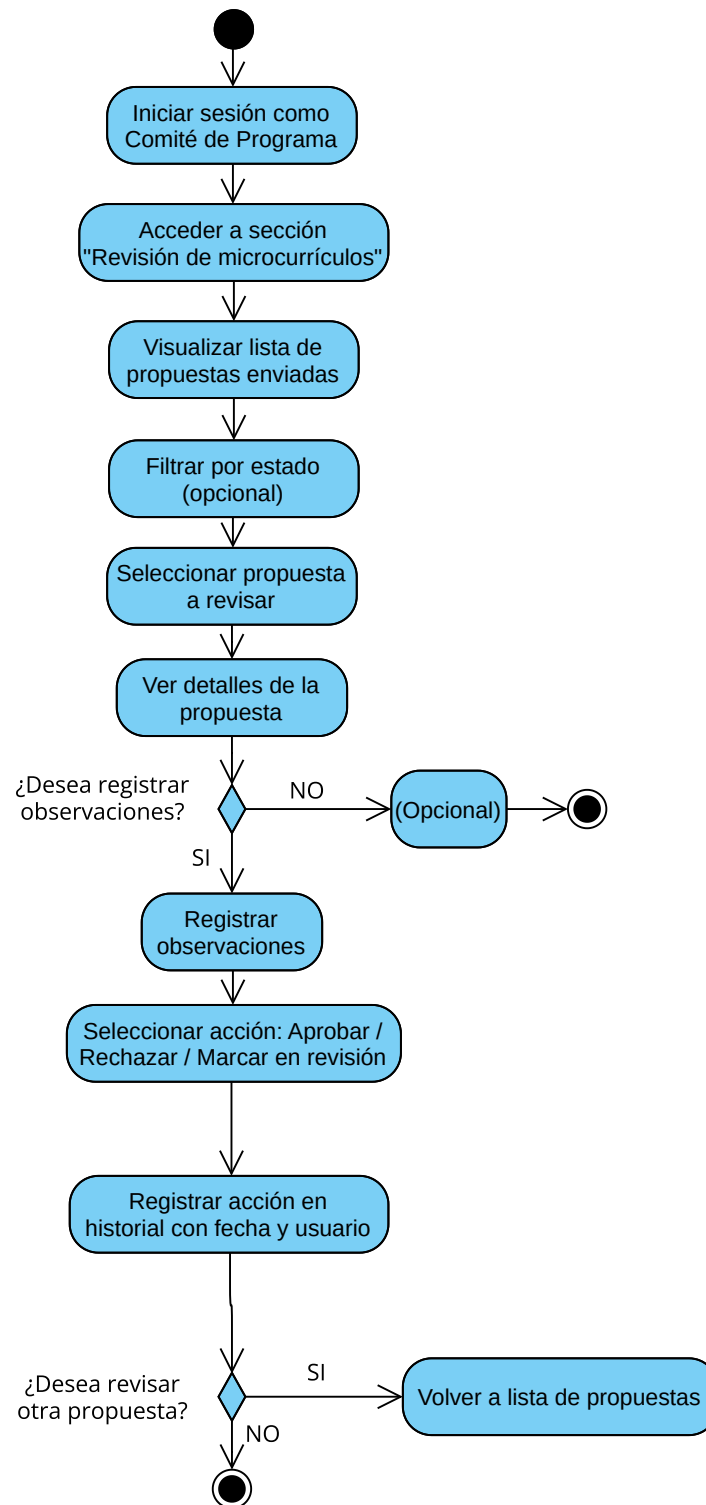 Iniciar sesión como
Comité de Programa
Acceder a sección
"Revisión de microcurrículos"
Visualizar lista de
propuestas enviadas
Filtrar por estado
(opcional)
Seleccionar propuesta
a revisar
Ver detalles de la
propuesta
¿Desea registrar
observaciones?
NO
(Opcional)
SI
Registrar
observaciones
Seleccionar acción: Aprobar /
Rechazar / Marcar en revisión
Registrar acción en
historial con fecha y usuario
¿Desea revisar
otra propuesta?
SI
Volver a lista de propuestas
NO